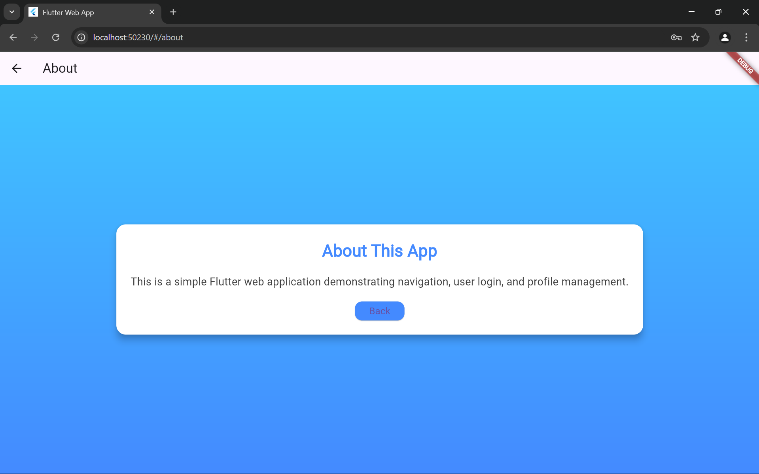 Flutter Web App
localhost:50230/#/about
About
DEBUG
About This App
This is a simple Flutter web application demonstrating navigation, user login, and profile management.
Back